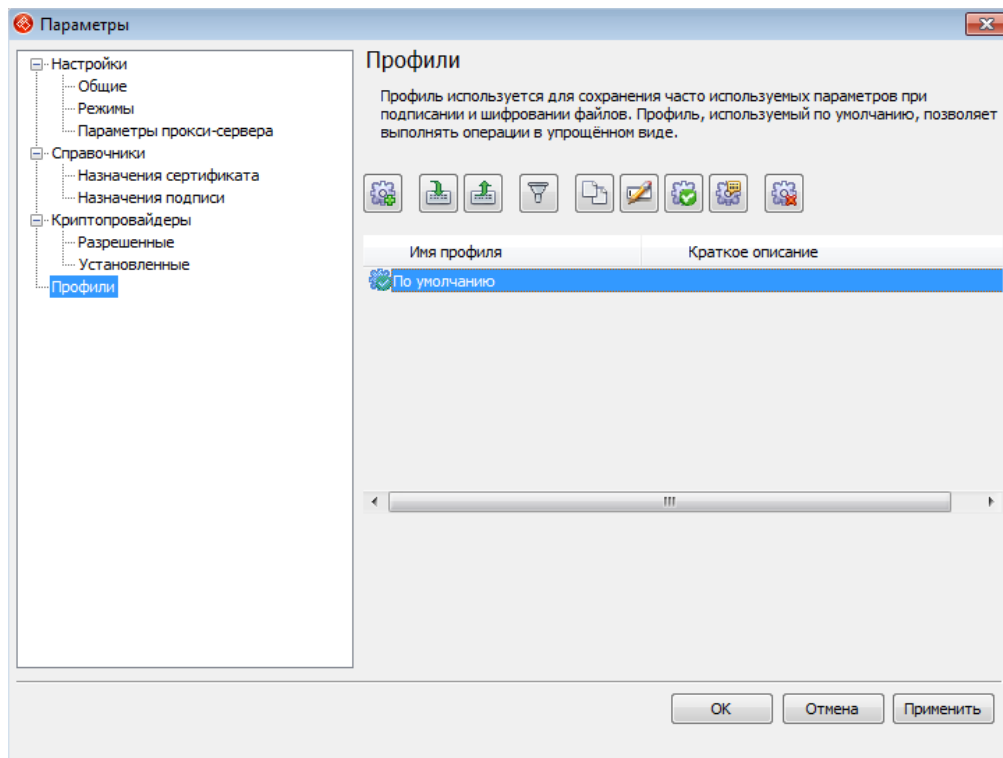 Параметры
Настройки
Общие
Режимы
Параметры прокси-сервера
Справочники
Назначения сертификата
Назначения подписи
Криптопровайдеры
Разрешенные
Установленные
Профили
Профили
Профиль используется для сохранения часто используемых параметров при
подписании и шифровании файлов. Профиль, используемый по умолчанию, позволяет
выполнять операции в упрощённом виде.
Имя профиля Краткое описание
По умолчанию
ОК Отмена Применить